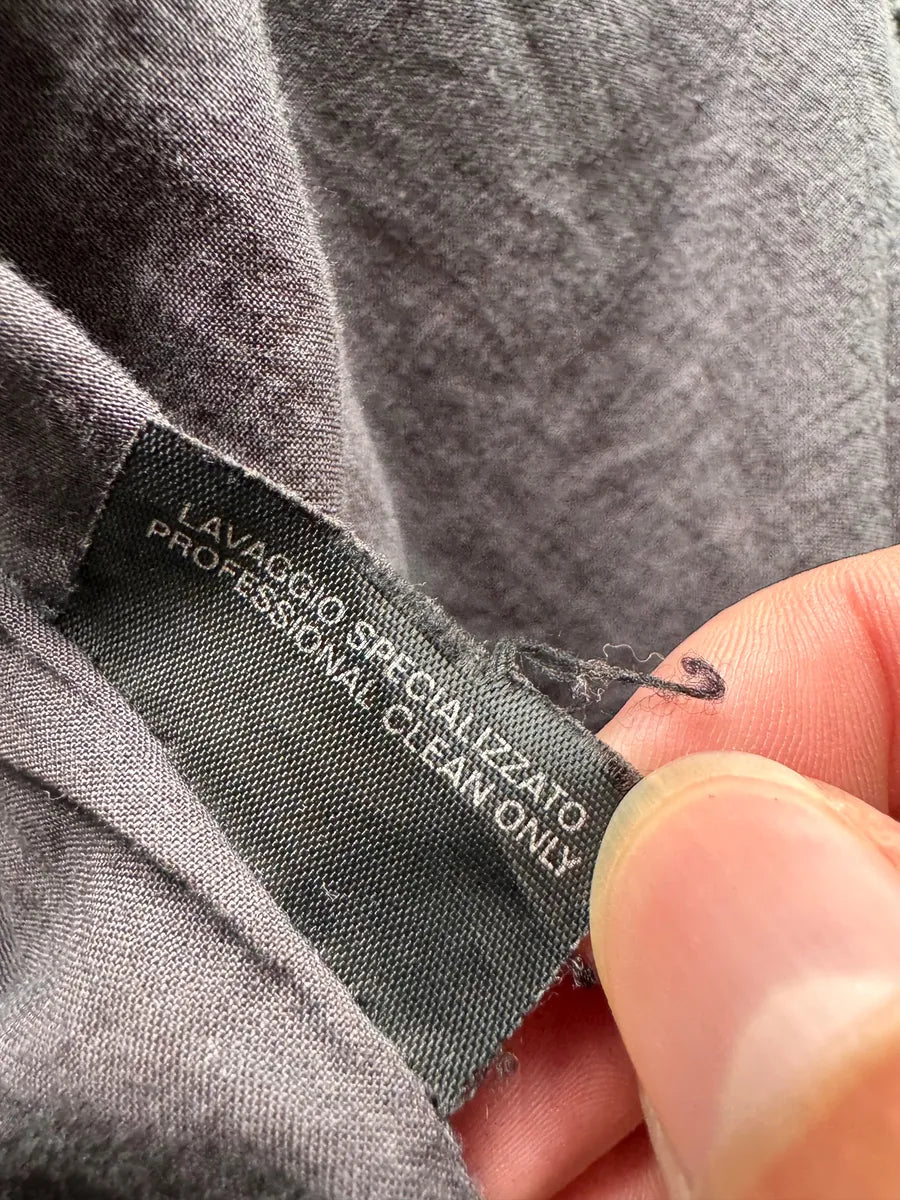 LAVAGGIO SPECIALIZZATO
PROFESSIONAL CLEAN ONLY